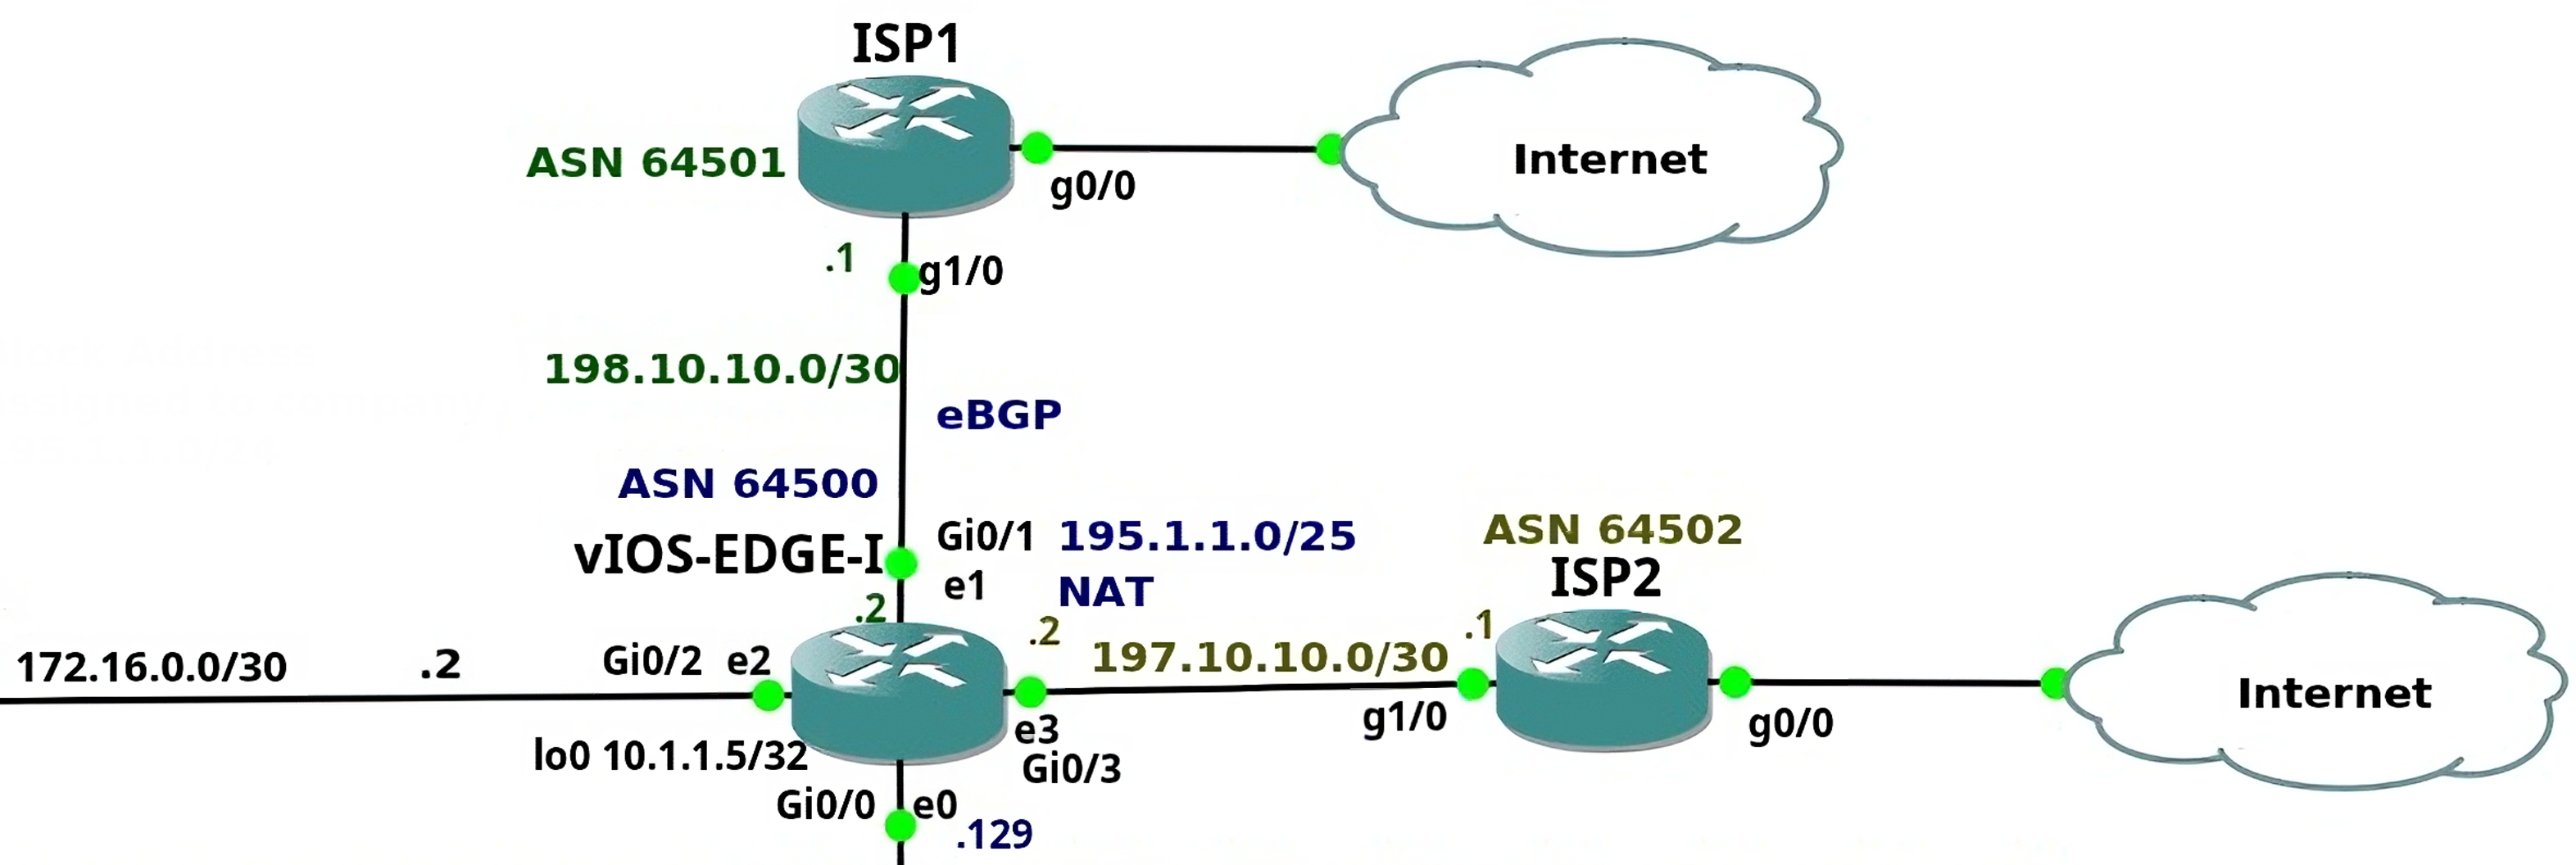 ISP1
ASN 64501
Internet
g0/0
.1
g1/0
198.10.10.0/30
eBGP
ASN 64500
vIOS-EDGE-I
Gi0/1
195.1.1.0/25
e1
NAT
.2
ASN 64502
ISP2
.2
197.10.10.0/30
.1
172.16.0.0/30
.2
Gi0/2
e2
Internet
g1/0
g0/0
e3
Gi0/3
lo0 10.1.1.5/32
Gi0/0
e0
.129